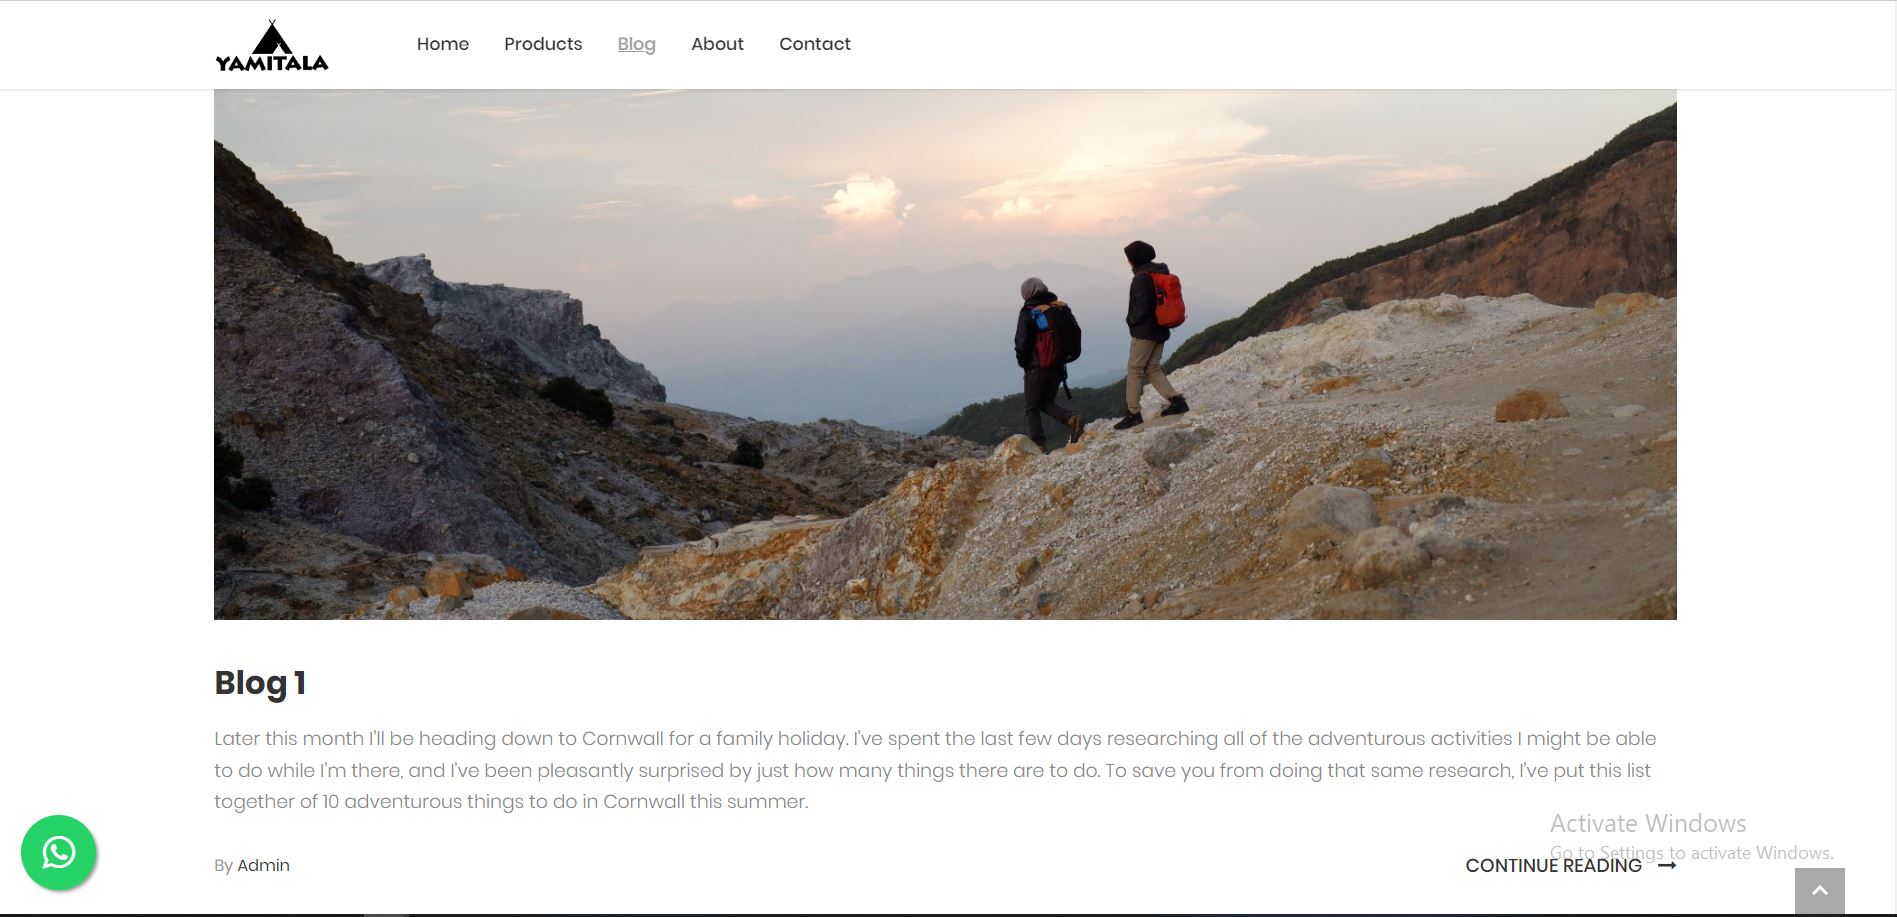 YAMITALA
Home Products Blog About Contact
Blog 1
Later this month I'll be heading down to Cornwall for a family holiday. I've spent the last few days researching all of the adventurous activities I might be able
to do while I'm there, and I've been pleasantly surprised by just how many things there are to do. To save you from doing that same research, I've put this list
together of 10 adventurous things to do in Cornwall this summer.
Activate Windows
Go to Settings to activate Windows.
By Admin
CONTINUE READING